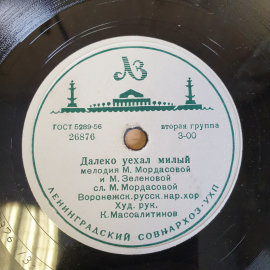 ЛЗ
ГОСТ 5289-56
вторая группа
26876
3-00
Далеко уехал милый
мелодия М. Мордасовой
и М. Зеленовой
сл. М. Мордасовой
Воронежск. русск. нар. хор
Худ. рук.
К. Массалитинов
ЛЕНИНГРАДСКИЙ СОВНАРХОЗ·УХП